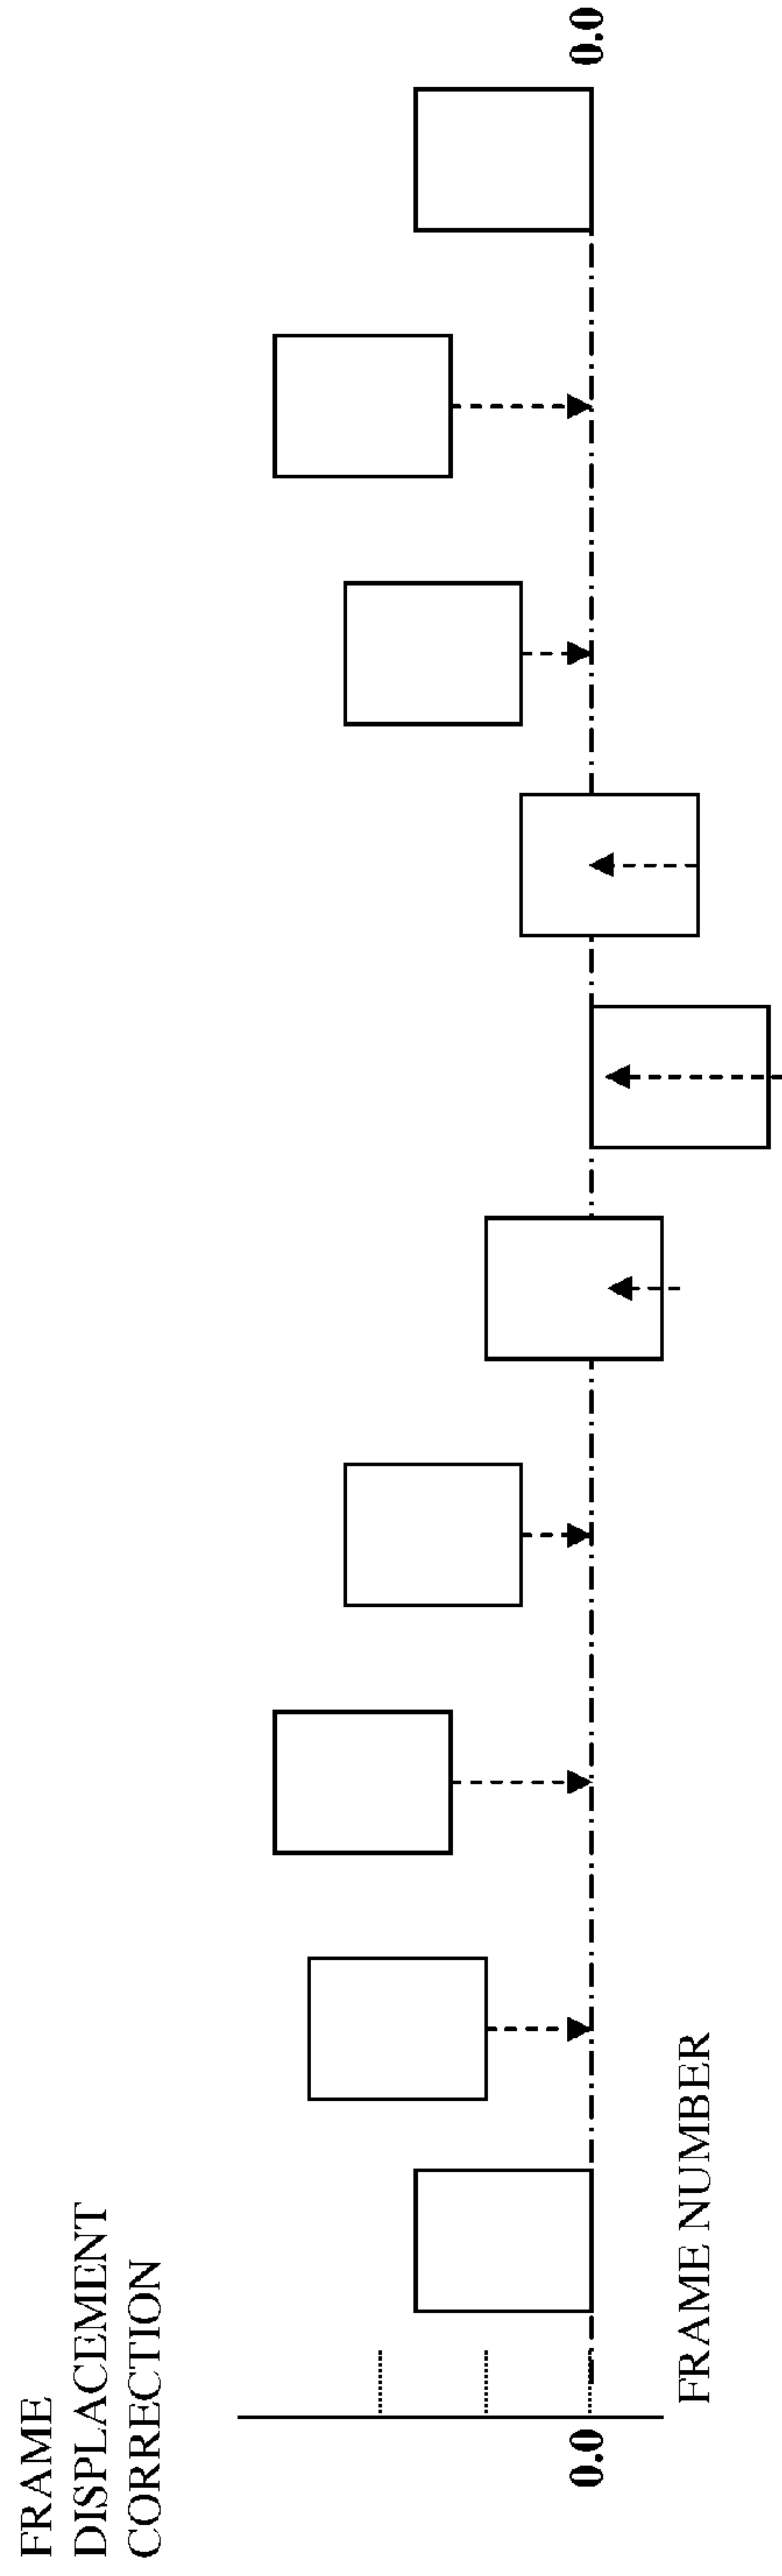 FRAME
DISPLACEMENT
CORRECTION
0.0
0.0
FRAME NUMBER